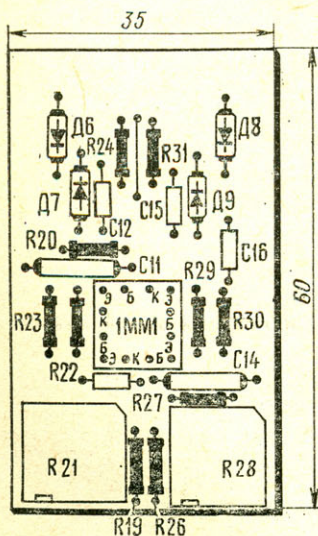 35
Д6
Д8
R24
R31
Д7
Д9
C12
C15
R20
C16
C11
R29
60
Э Б К Э
К Б
1ММ1
R23
R30
Б Б
Э К Б Э
C14
R22
R27
R21
R28
R19 R26